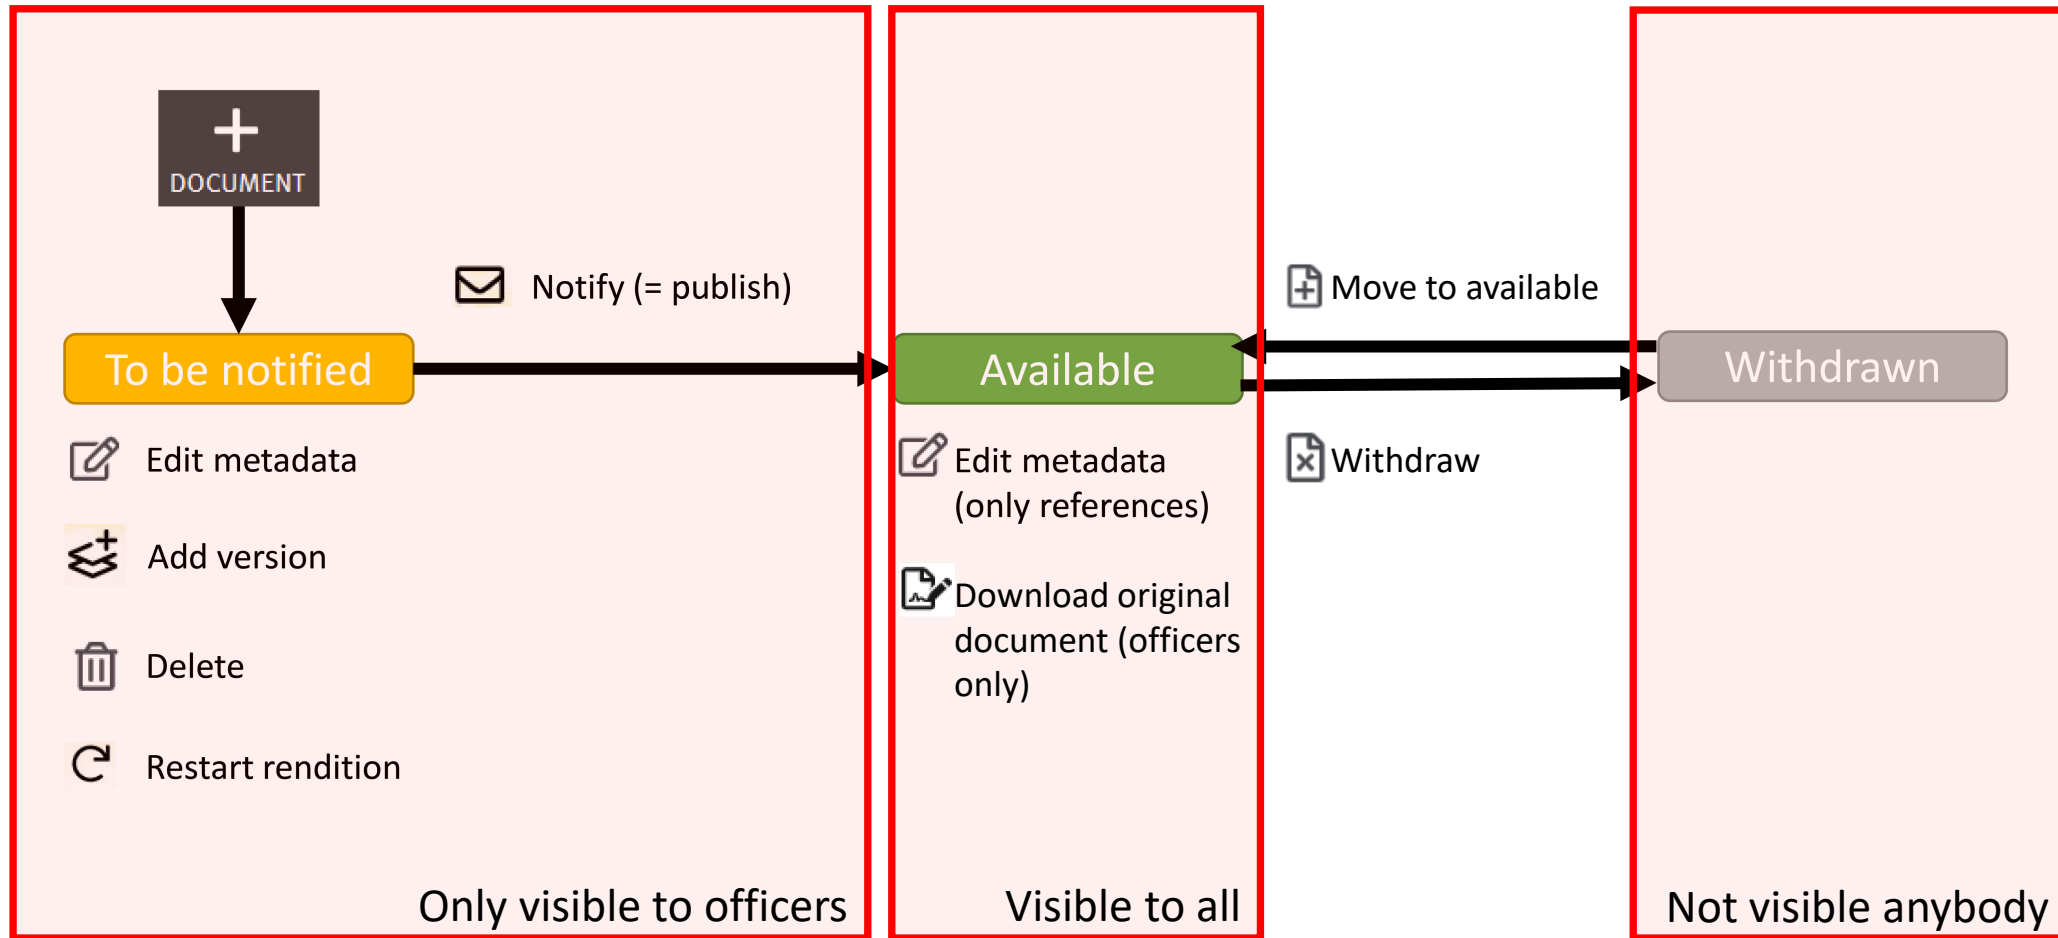 DOCUMENT
Notify (= publish)
To be notified
Edit metadata
Add version
Delete
Restart rendition
Only visible to officers
Available
Edit metadata
(only references)
Download original
document (officers
only)
Visible to all
Move to available
Withdraw
Withdrawn
Not visible anybody